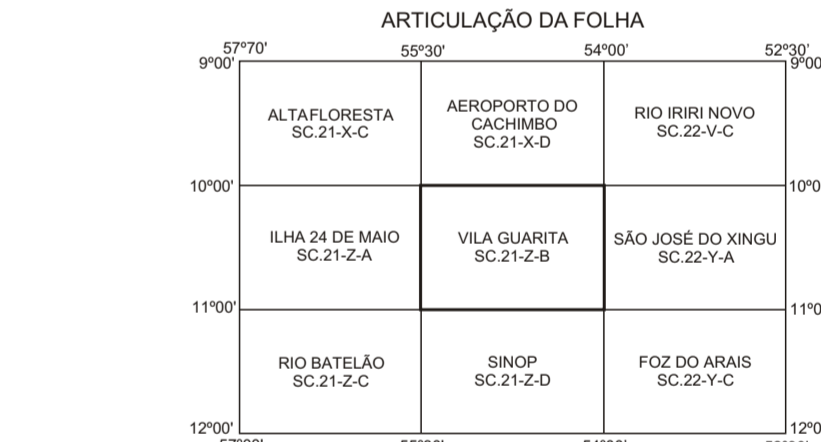 ARTICULAÇÃO DA FOLHA
57º70' 55º30' 54º00' 52º30'
9º00' 9º00
ALTAFLORESTA
SC.21-X-C
AEROPORTO DO
CACHIMBO
SC.21-X-D
RIO IRIRI NOVO
SC.22-V-C
10º00' 10º0
ILHA 24 DE MAIO
SC.21-Z-A
VILA GUARITA
SC.21-Z-B
SÃO JOSÉ DO XINGU
SC.22-Y-A
11º00' 11º0
RIO BATELÃO
SC.21-Z-C
SINOP
SC.21-Z-D
FOZ DO ARAIS
SC.22-Y-C
12º00' 12º0